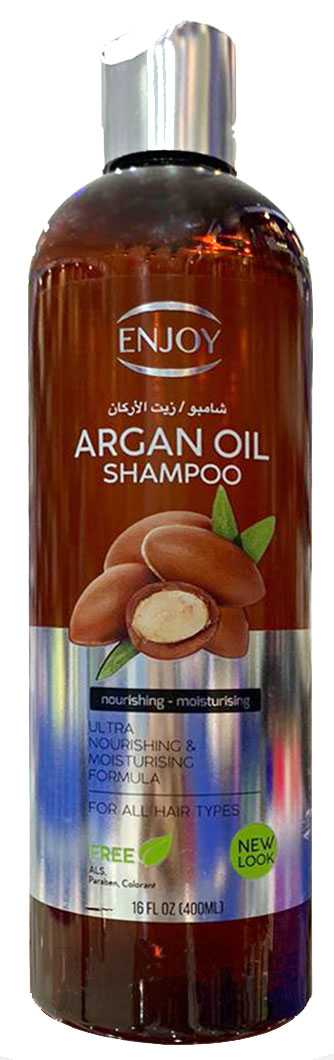 ENJOY
شامبو / زيت الأركان
ARGAN OIL
SHAMPOO
nourishing - moisturising
ULTRA
NOURISHING &
MOISTURISING
FORMULA
FOR ALL HAIR TYPES
FREE
ALS,
Paraben, Colorant
NEW
LOOK
16 FL OZ (400ML)